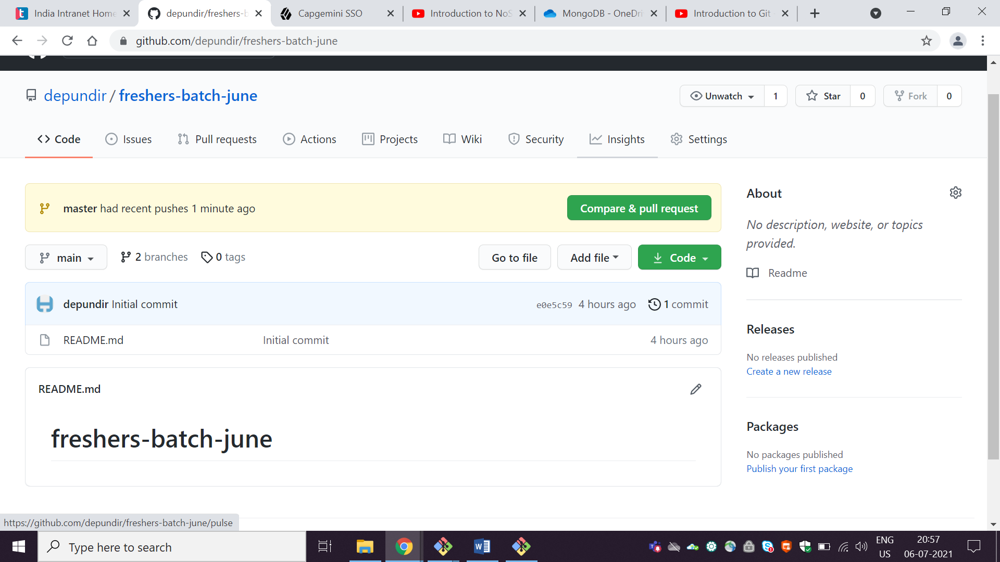 India Intranet Home
depundir/freshers-b
Capgemini SSO
Introduction to NoS
MongoDB - OneDri
Introduction to Git
github.com/depundir/freshers-batch-june
depundir / freshers-batch-june
Unwatch 1
Star 0
Fork 0
Code
Issues
Pull requests
Actions
Projects
Wiki
Security
Insights
Settings
master had recent pushes 1 minute ago
Compare & pull request
main
2 branches
0 tags
Go to file
Add file
Code
depundir Initial commit
e0e5c59 4 hours ago
1 commit
README.md
Initial commit
4 hours ago
README.md
freshers-batch-june
About
No description, website, or topics
provided.
Readme
Releases
No releases published
Create a new release
Packages
No packages published
Publish your first package
https://github.com/depundir/freshers-batch-june/pulse
Type here to search
ENG
US
20:57
06-07-2021